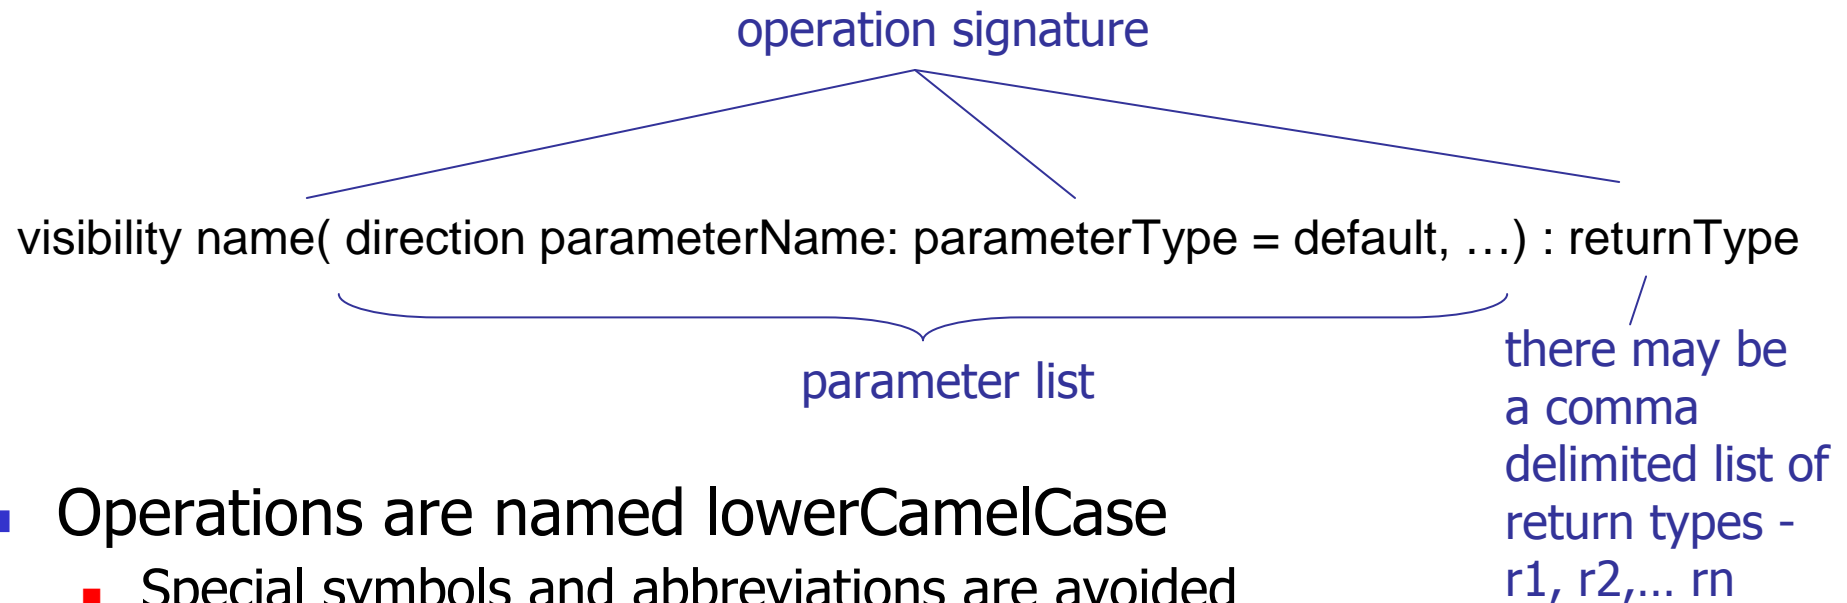 operation signature
visibility name( direction parameterName: parameterType = default, …) : returnType
parameter list
there may be
a comma
delimited list of
return types -
r1, r2,… rn
Operations are named lowerCamelCase
Special symbols and abbreviations are avoided